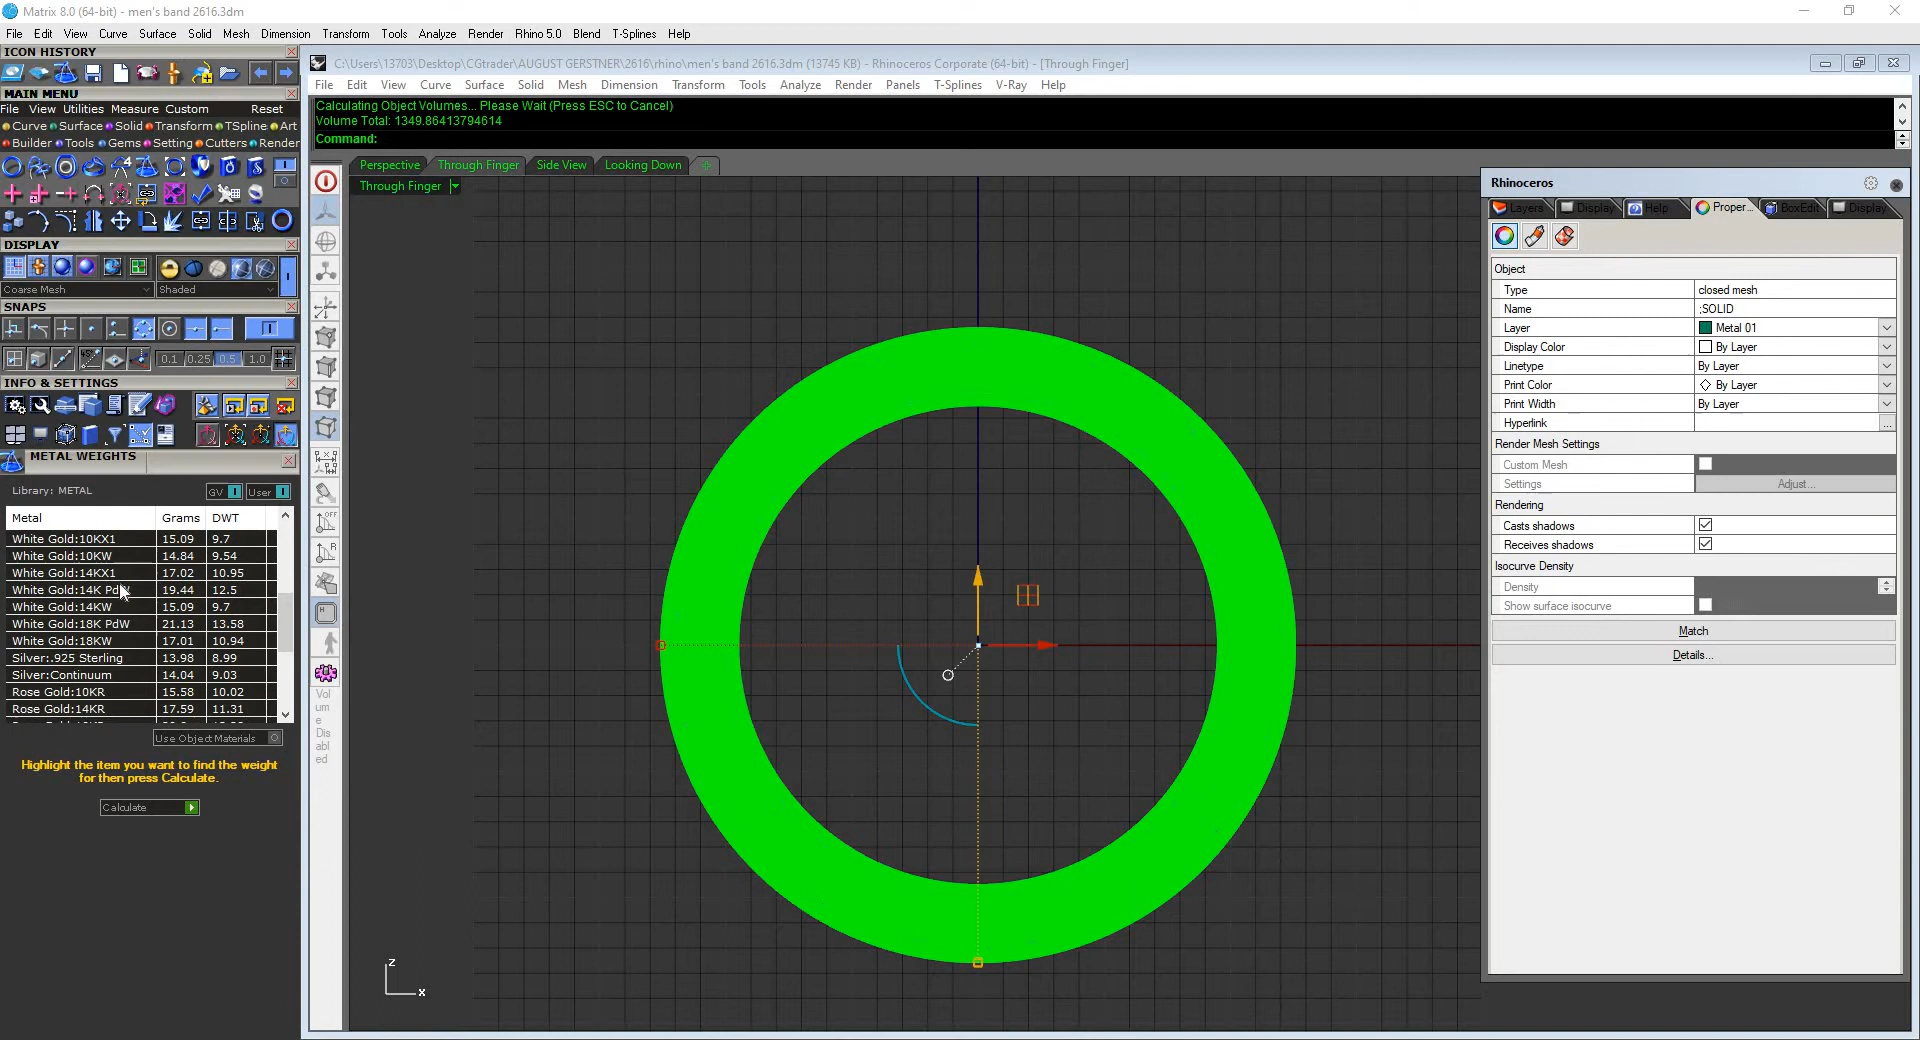 Matrix 8.0 (64-bit) - men's band 2616.3dm
File Edit View Curve Surface Solid Mesh Dimension Transform Tools Analyze Render Rhino 5.0 Blend T-Splines Help
ICON HISTORY
MAIN MENU
File View Utilities Measure Custom Reset
Curve Surface Solid Transform TSpline Art
Builder Tools Gems Setting Cutters Render
DISPLAY
Coarse Mesh Shaded
SNAPS
0.1 0.25 0.5 1.0
INFO & SETTINGS
METAL WEIGHTS
Library: METAL GV User
Metal Grams DWT
White Gold:10KX1 15.09 9.7
White Gold:10KW 14.84 9.54
White Gold:14KX1 17.02 10.95
White Gold:14K PdW 19.44 12.5
White Gold:14KW 15.09 9.7
White Gold:18K PdW 21.13 13.58
White Gold:18KW 17.01 10.94
Silver:.925 Sterling 13.98 8.99
Silver:Continuum 14.04 9.03
Rose Gold:10KR 15.58 10.02
Rose Gold:14KR 17.59 11.31
Use Object Materials
Highlight the item you want to find the weight
for then press Calculate.
Calculate
C:\Users\13703\Desktop\CGtrader\AUGUST GERSTNER\2616\rhino\men's band 2616.3dm (13745 KB) - Rhinoceros Corporate (64-bit) - [Through Finger]
File Edit View Curve Surface Solid Mesh Dimension Transform Tools Analyze Render Panels T-Splines V-Ray Help
Calculating Object Volumes... Please Wait (Press ESC to Cancel)
Volume Total: 1349.86413794614
Command:
Perspective Through Finger Side View Looking Down
Through Finger
OFF
R
H
Vol
um
e
Dis
abl
ed
z
x
Rhinoceros
Layers Display Help Proper... BoxEdit Display
Object
Type closed mesh
Name ;SOLID
Layer Metal 01
Display Color By Layer
Linetype By Layer
Print Color By Layer
Print Width By Layer
Hyperlink ...
Render Mesh Settings
Custom Mesh
Settings Adjust...
Rendering
Casts shadows
Receives shadows
Isocurve Density
Density
Show surface isocurve
Match
Details...